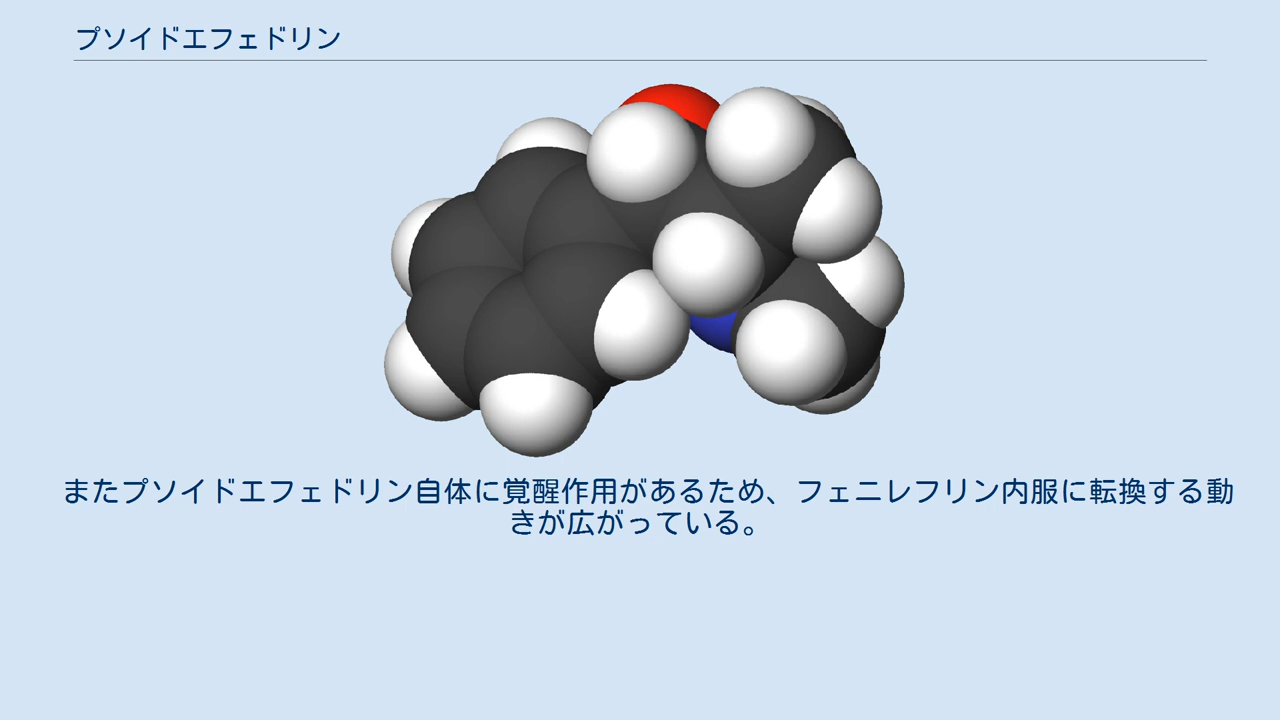 プソイドエフェドリン
またプソイドエフェドリン自体に覚醒作用があるため、フェニレフリン内服に転換する動
きが広がっている。